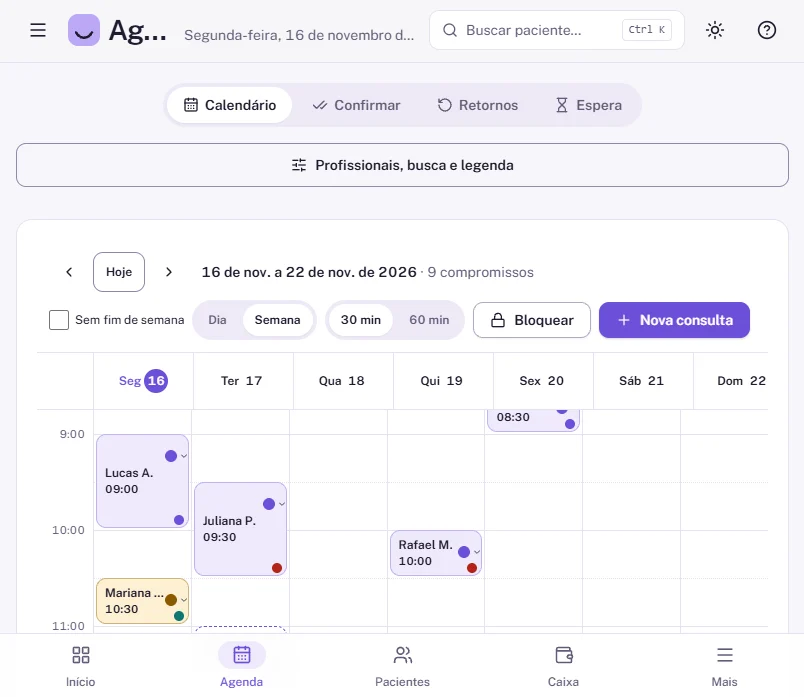 Ag...
Segunda-feira, 16 de novembro d...
Buscar paciente...
Ctrl K
Calendário
Confirmar
Retornos
Espera
Profissionais, busca e legenda
Hoje
16 de nov. a 22 de nov. de 2026 · 9 compromissos
Sem fim de semana
Dia
Semana
30 min
60 min
Bloquear
Nova consulta
Seg 16
Ter 17
Qua 18
Qui 19
Sex 20
Sáb 21
Dom 22
08:30
9:00
Lucas A.
09:00
Juliana P.
09:30
10:00
Rafael M.
10:00
Mariana ...
10:30
11:00
Início
Agenda
Pacientes
Caixa
Mais